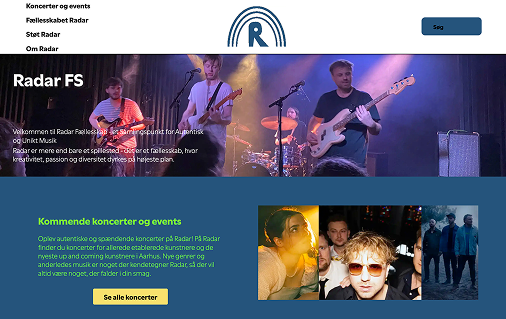 Koncerter og events
Fællesskabet Radar
Støt Radar
Om Radar
R
Søg
Radar FS
Velkommen til Radar Fællesskab - et samlingspunkt for Autentisk
og Unikt Musik
Radar er mere end bare et spillested - det er et fællesskab, hvor
kreativitet, passion og diversitet dyrkes på højeste plan.
Kommende koncerter og events
Oplev autentiske og spændende koncerter på Radar! På Radar
finder du koncerter for allerede etablerede kunstnere og de
nyeste up and coming kunstnere i Aarhus. Nye genrer og
anderledes musik er noget der kendetegner Radar, så der vil
altid være noget, der falder i din smag.
Se alle koncerter